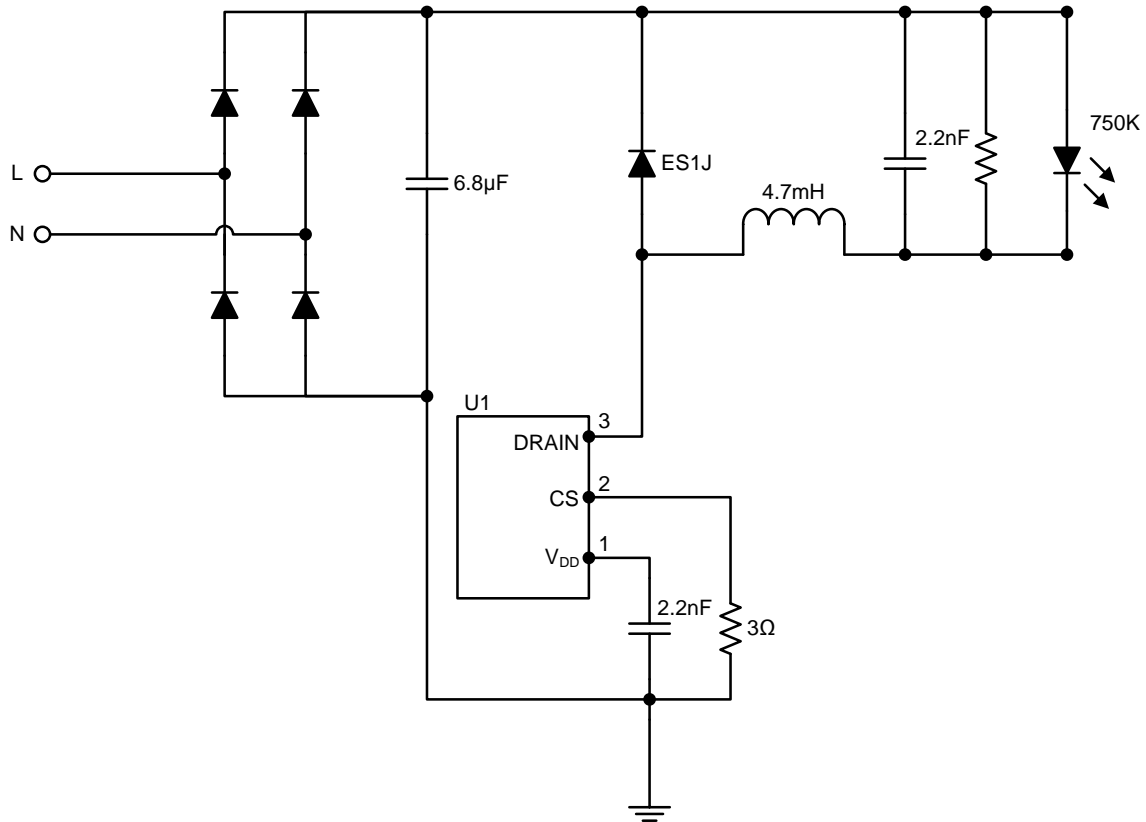 750K
2.2nF
ES1J
L
6.8μF
4.7mH
N
U1
3
DRAIN
2
CS
1
VDD
2.2nF
3Ω